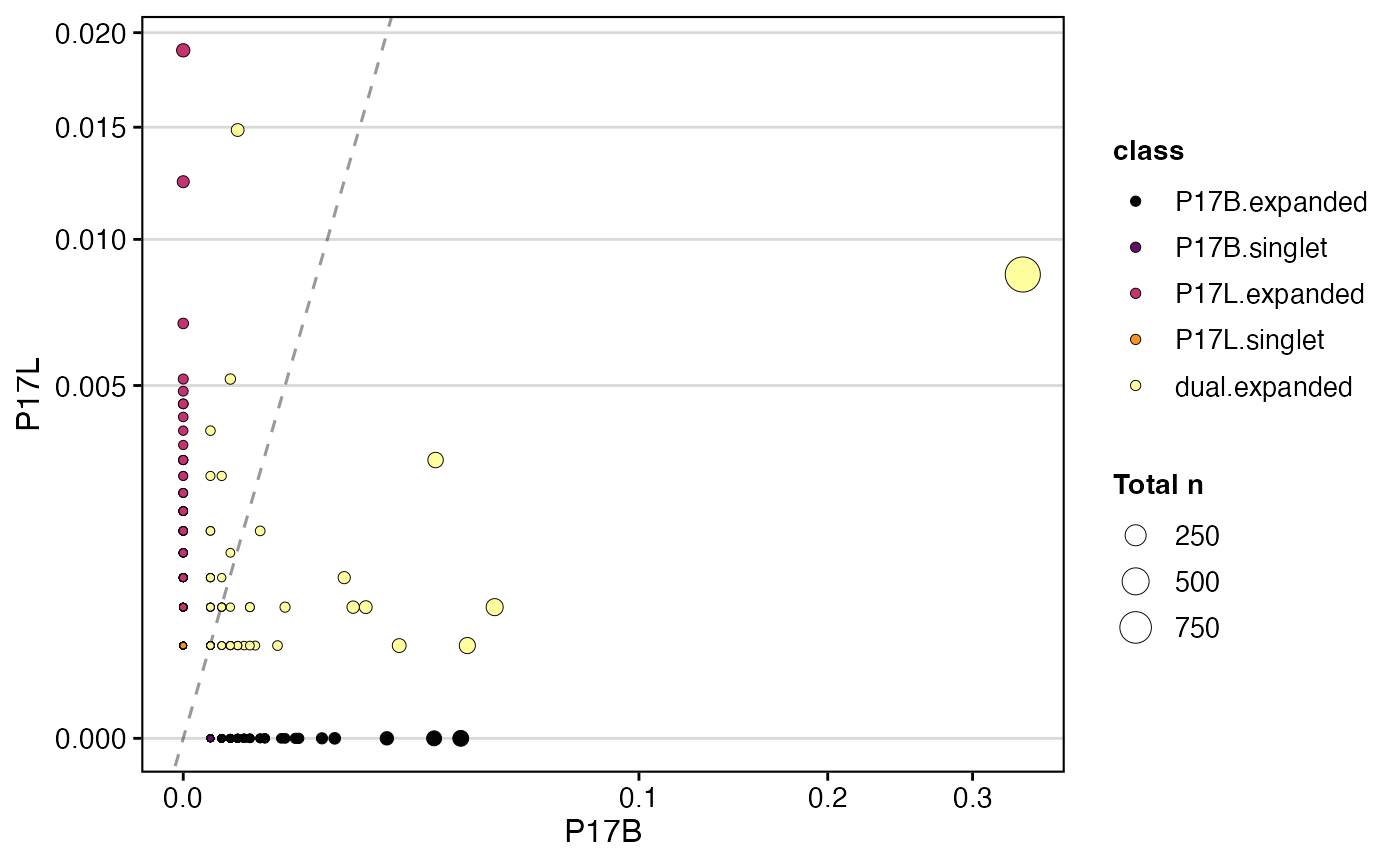 0.020
0.015
0.010
0.005
0.000
P17L
0.0
0.1
0.2
0.3
P17B
class
P17B.expanded
P17B.singlet
P17L.expanded
P17L.singlet
dual.expanded
Total n
250
500
750